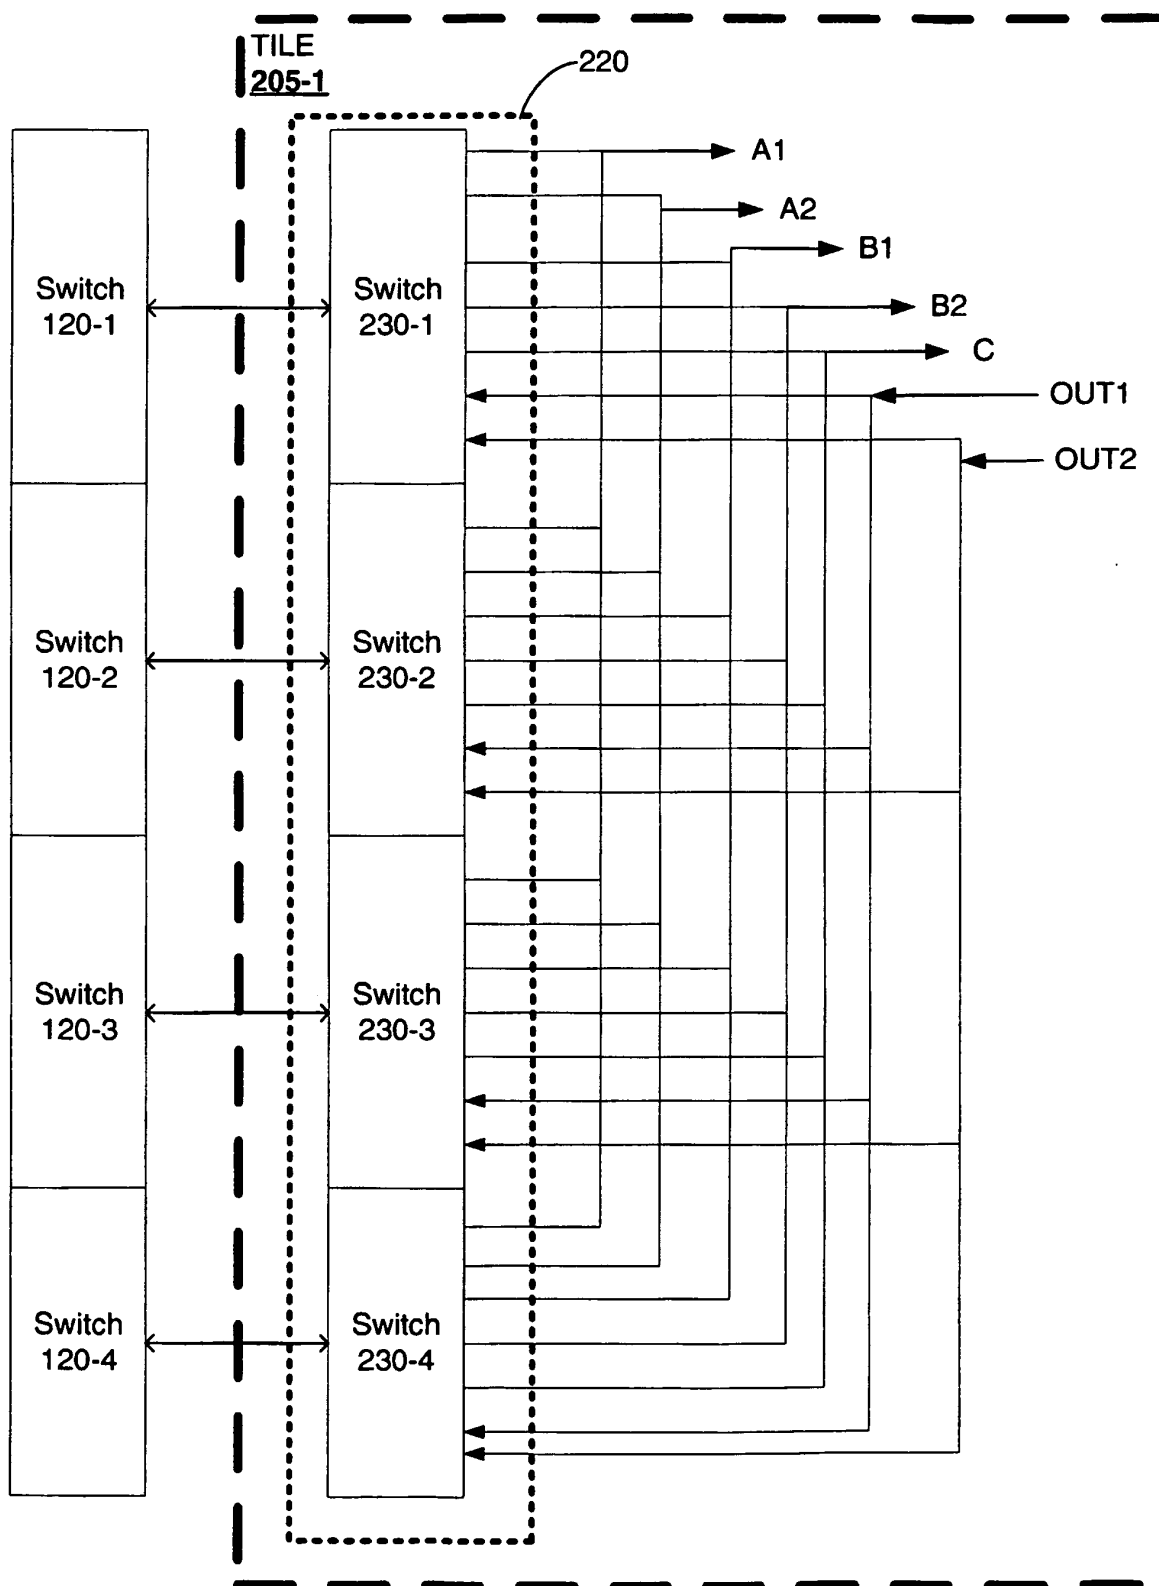 TILE
205-1
220
A1
A2
B1
B2
C
OUT1
OUT2
Switch
120-1
Switch
230-1
Switch
120-2
Switch
230-2
Switch
120-3
Switch
230-3
Switch
120-4
Switch
230-4